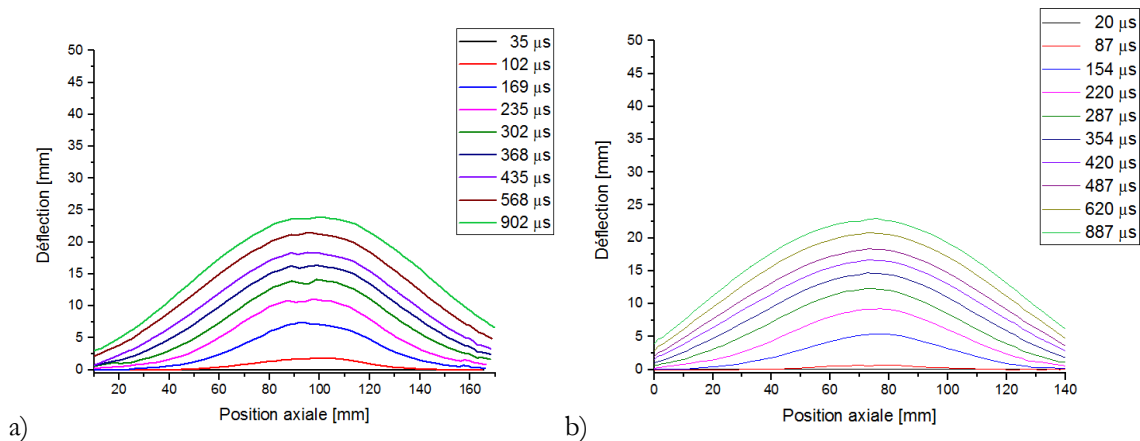 50
45
40
35
30
25
20
15
10
5
0
Déflection [mm]
20 40 60 80 100 120 140 160
Position axiale [mm]
35 µs
102 µs
169 µs
235 µs
302 µs
368 µs
435 µs
568 µs
902 µs
a)
50
45
40
35
30
25
20
15
10
5
0
Déflection [mm]
0 20 40 60 80 100 120 140
Position axiale [mm]
20 µs
87 µs
154 µs
220 µs
287 µs
354 µs
420 µs
487 µs
620 µs
887 µs
b)